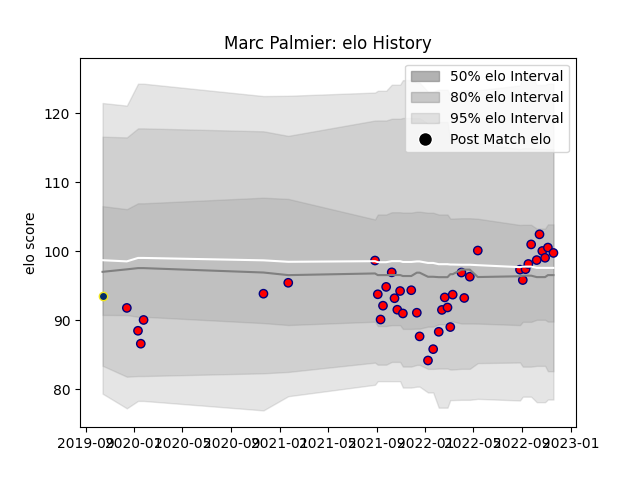 Marc Palmier: elo History
50% elo Interval
80% elo Interval
95% elo Interval
Post Match elo
elo score
120
110
100
90
80
2019-09 2020-01 2020-05 2020-09 2021-01 2021-05 2021-09 2022-01 2022-05 2022-09 2023-01